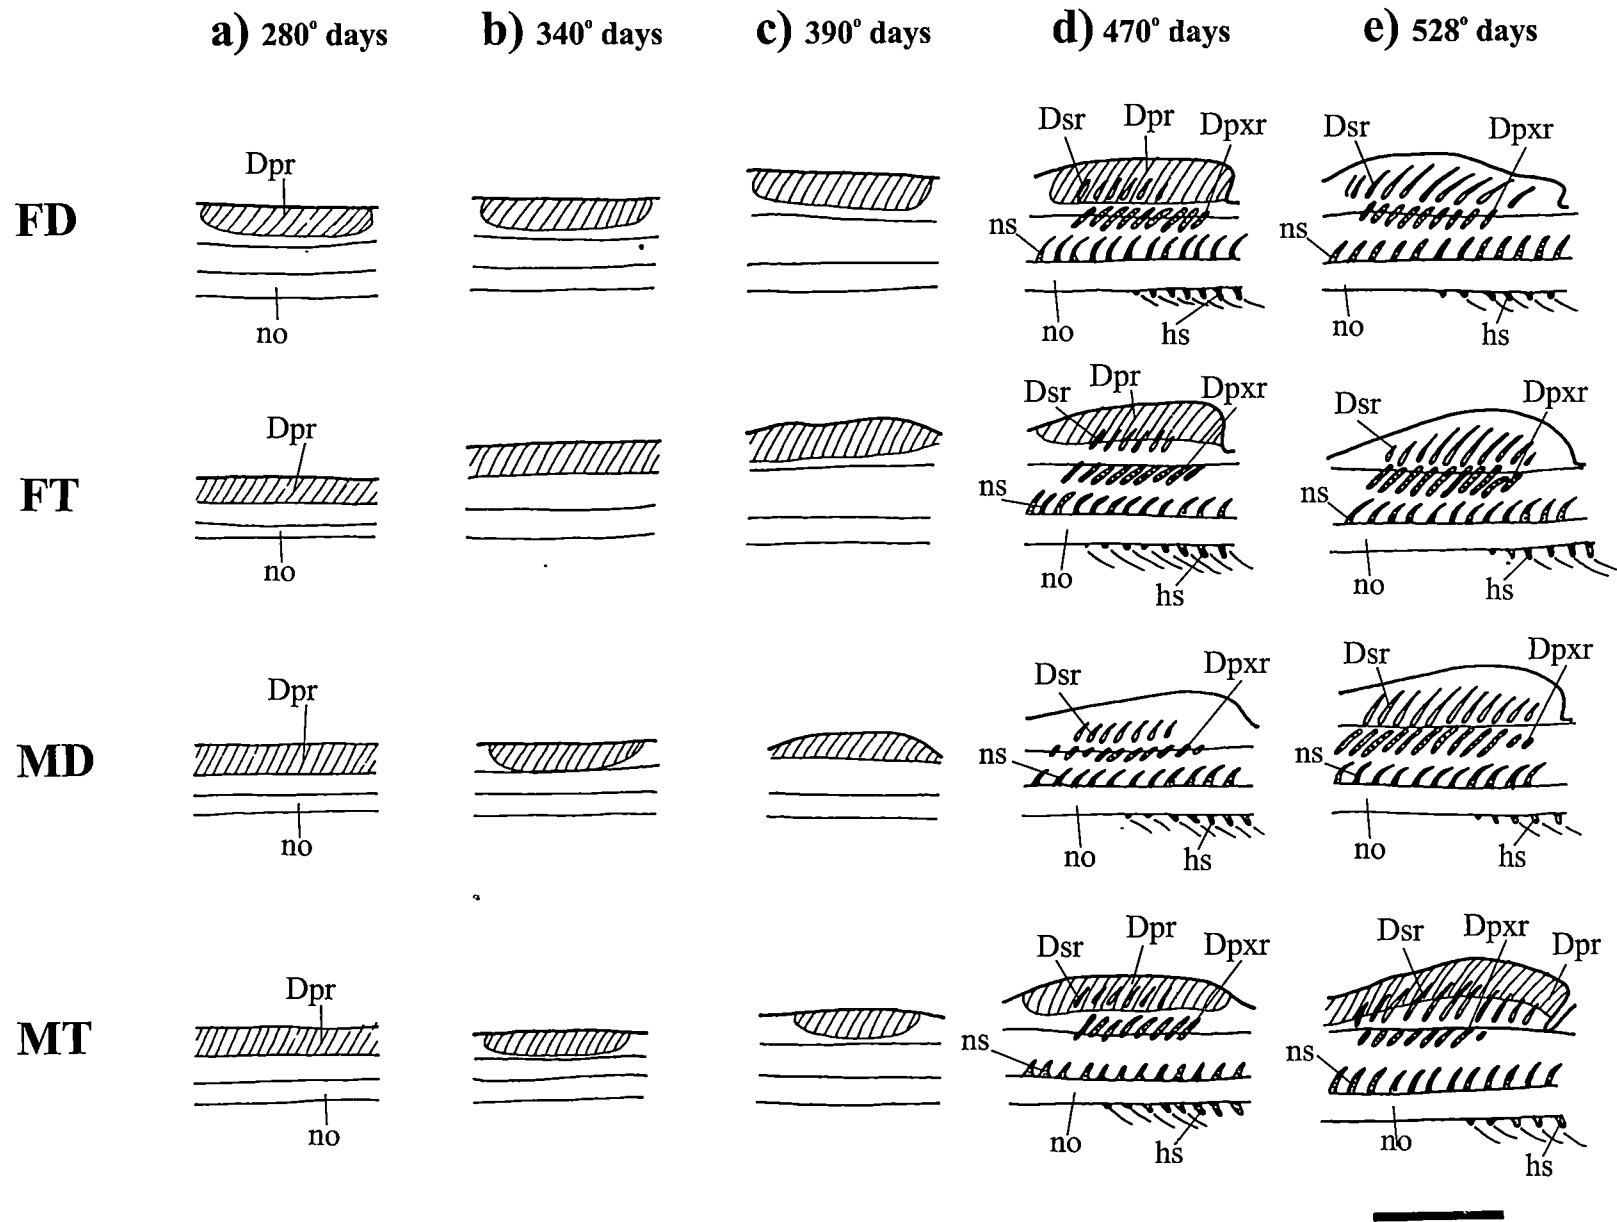 a) 280° days b) 340° days c) 390° days d) 470° days e) 528° days
FD
Dpr
no
Dsr Dpr Dpxr
ns
no hs
Dsr Dpxr
ns
no hs
FT
Dpr
no
Dsr Dpr Dpxr
ns
no hs
Dsr Dpxr
ns
no hs
MD
Dpr
no
Dsr Dpxr
ns
no hs
Dsr Dpxr
ns
no hs
MT
Dpr
no
Dsr Dpr Dpxr
ns
no hs
Dsr Dpxr Dpr
ns
no hs